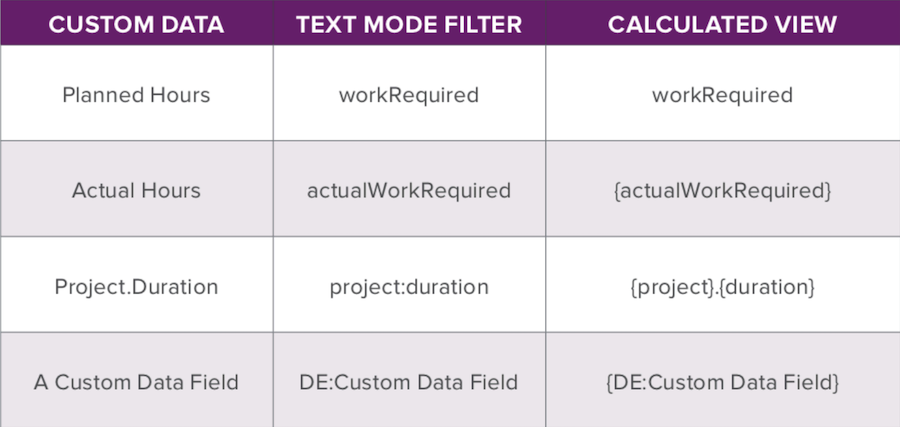 CUSTOM DATA TEXT MODE FILTER CALCULATED VIEW
Planned Hours workRequired workRequired
Actual Hours actualWorkRequired {actualWorkRequired}
Project.Duration project:duration {project}.{duration}
A Custom Data Field DE:Custom Data Field {DE:Custom Data Field}